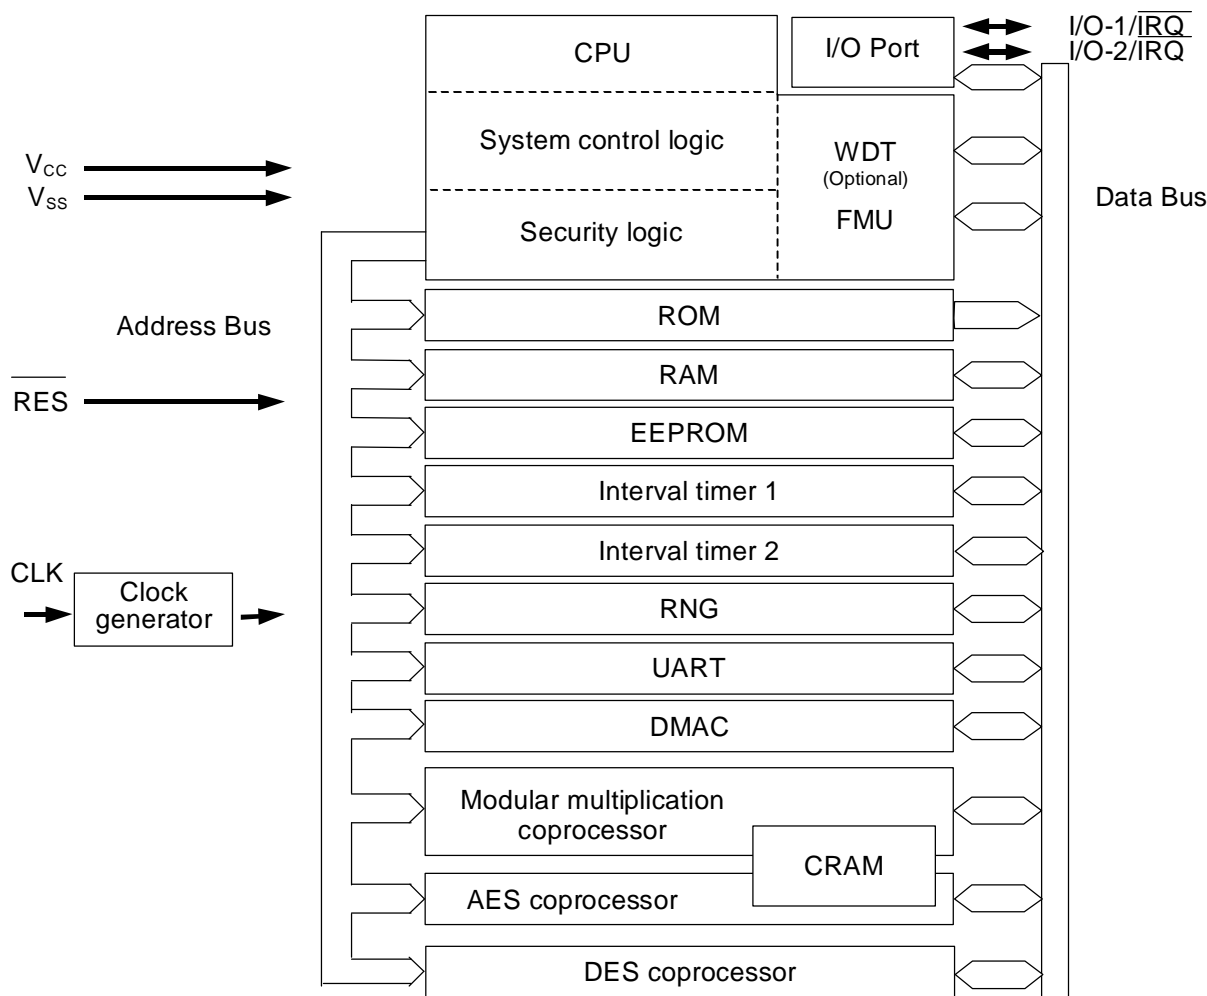 CPU
I/O Port
I/O-1/IRQ
I/O-2/IRQ
System control logic
WDT
(Optional)
FMU
VCC
VSS
Data Bus
Security logic
ROM
Address Bus
RAM
RES
EEPROM
Interval timer 1
Interval timer 2
CLK
Clock
generator
RNG
UART
DMAC
Modular multiplication
coprocessor
CRAM
AES coprocessor
DES coprocessor